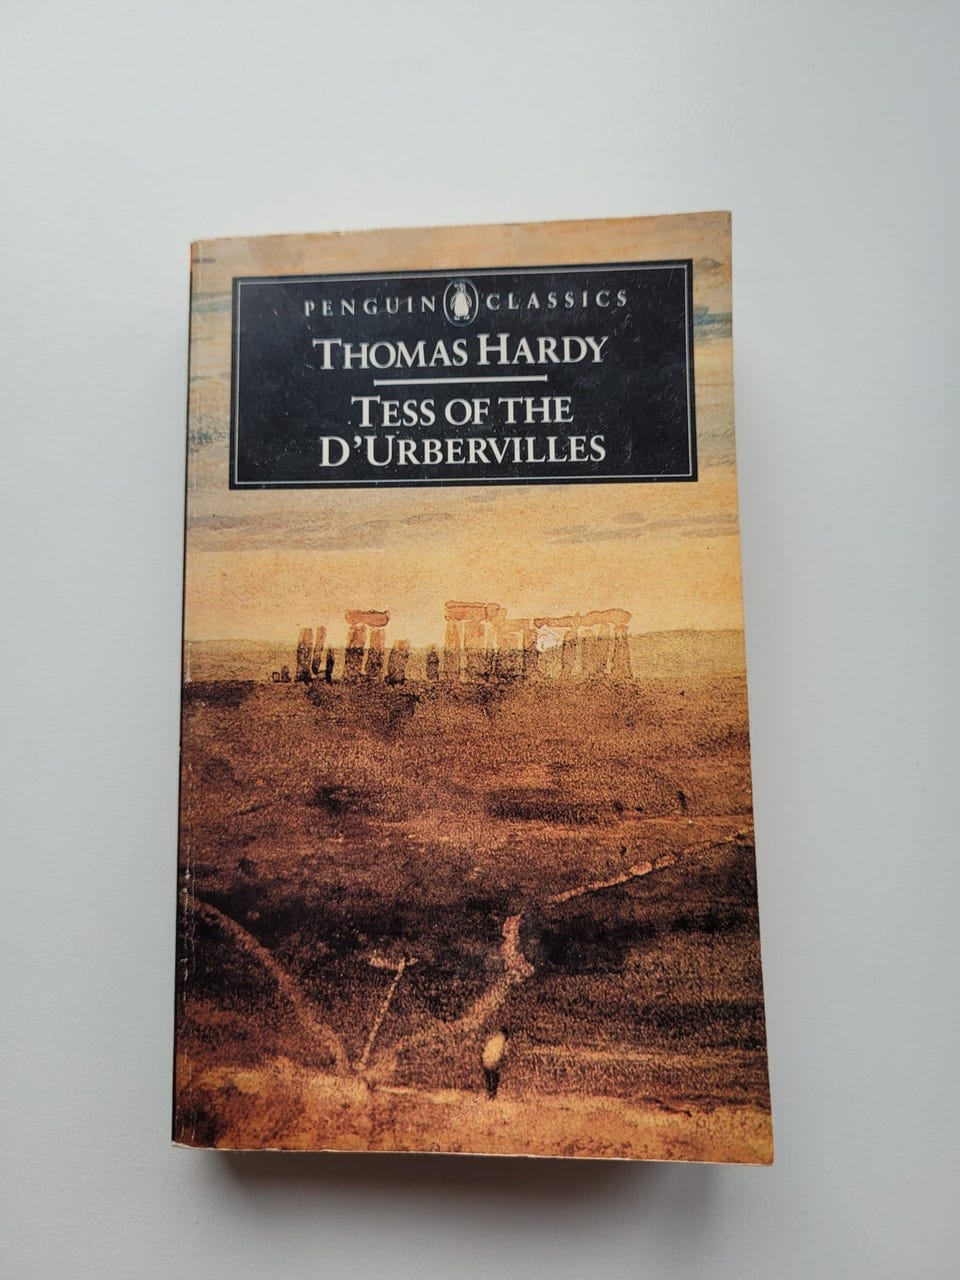 PENGUIN CLASSICS
THOMAS HARDY
TESS OF THE
D'URBERVILLES